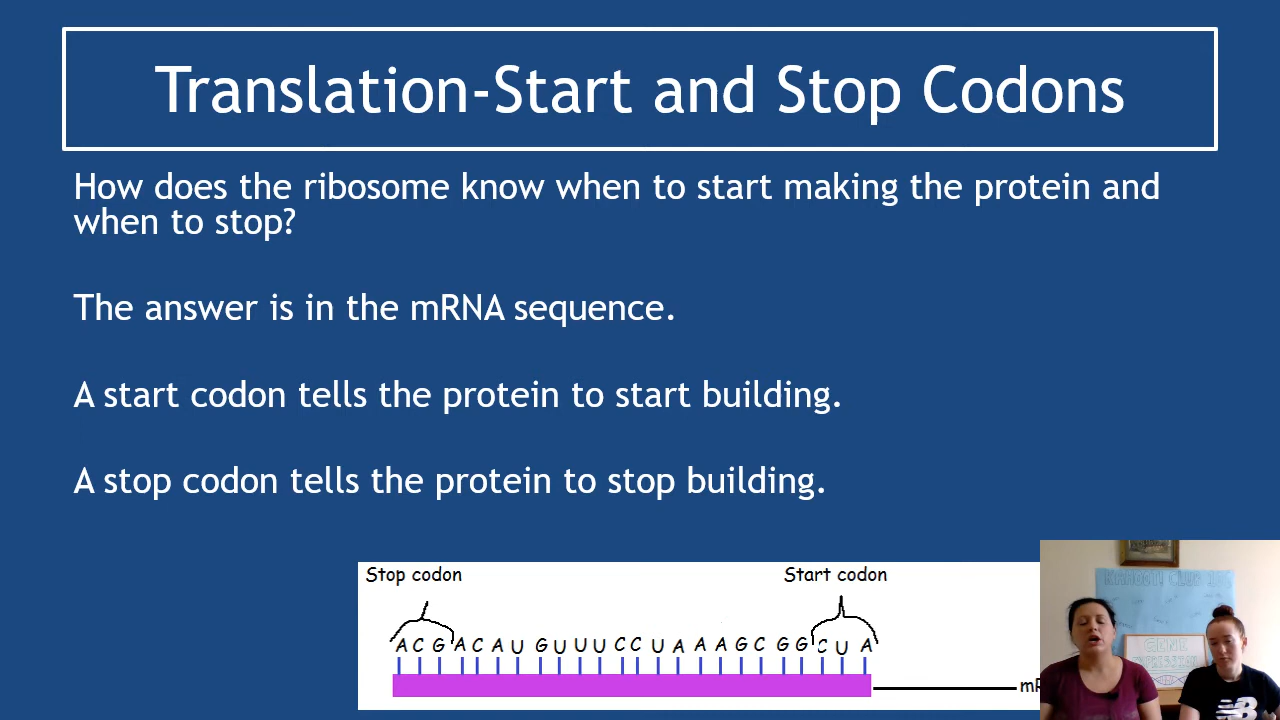 Translation-Start and Stop Codons
How does the ribosome know when to start making the protein and
when to stop?
The answer is in the mRNA sequence.
A start codon tells the protein to start building.
A stop codon tells the protein to stop building.
Stop codon Start codon
A C G A C A U G U U U C C U A A A G C G G C U A
GENE
EXPRESSION